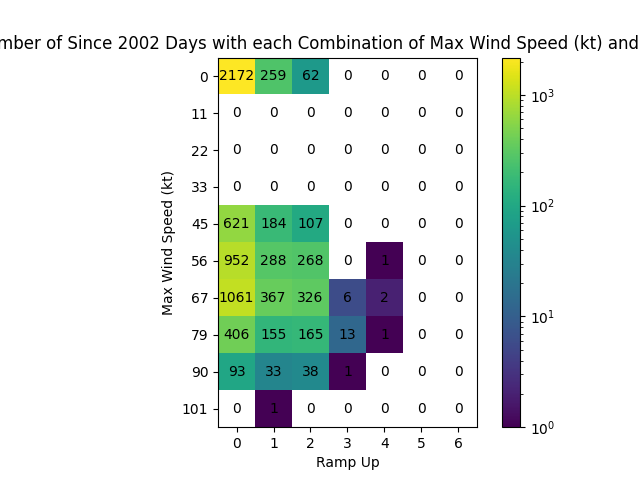 mber of Since 2002 Days with each Combination of Max Wind Speed (kt) and
0 2172 259 62 0 0 0 0
11 0 0 0 0 0 0 0
22 0 0 0 0 0 0 0
33 0 0 0 0 0 0 0
45 621 184 107 0 0 0 0
56 952 288 268 0 1 0 0
67 1061 367 326 6 2 0 0
79 406 155 165 13 1 0 0
90 93 33 38 1 0 0 0
101 0 1 0 0 0 0 0
0 1 2 3 4 5 6
Ramp Up
Max Wind Speed (kt)
10³
10²
10¹
10⁰